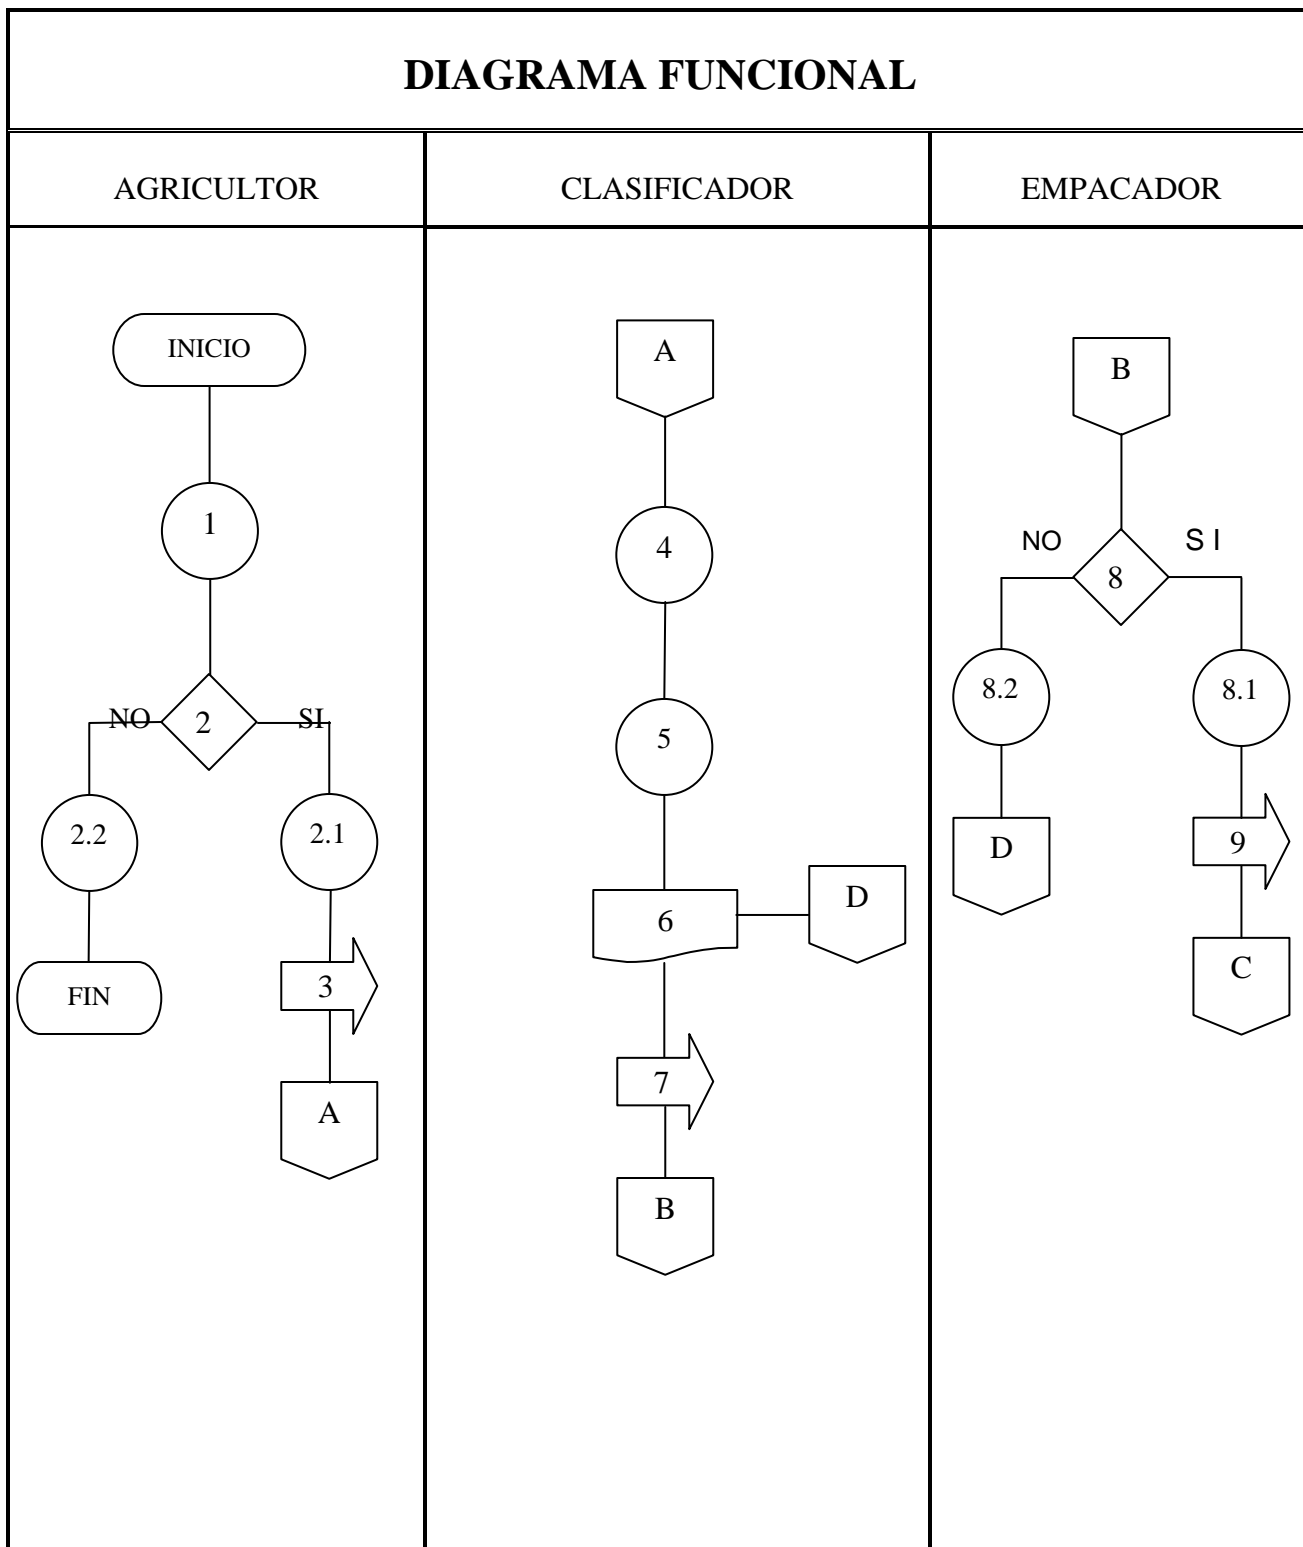 DIAGRAMA FUNCIONAL
AGRICULTOR
CLASIFICADOR
EMPACADOR
INICIO
1
NO
2
SI
2.2
2.1
FIN
3
A
A
4
5
6
D
7
B
B
NO
8
S I
8.2
8.1
D
9
C